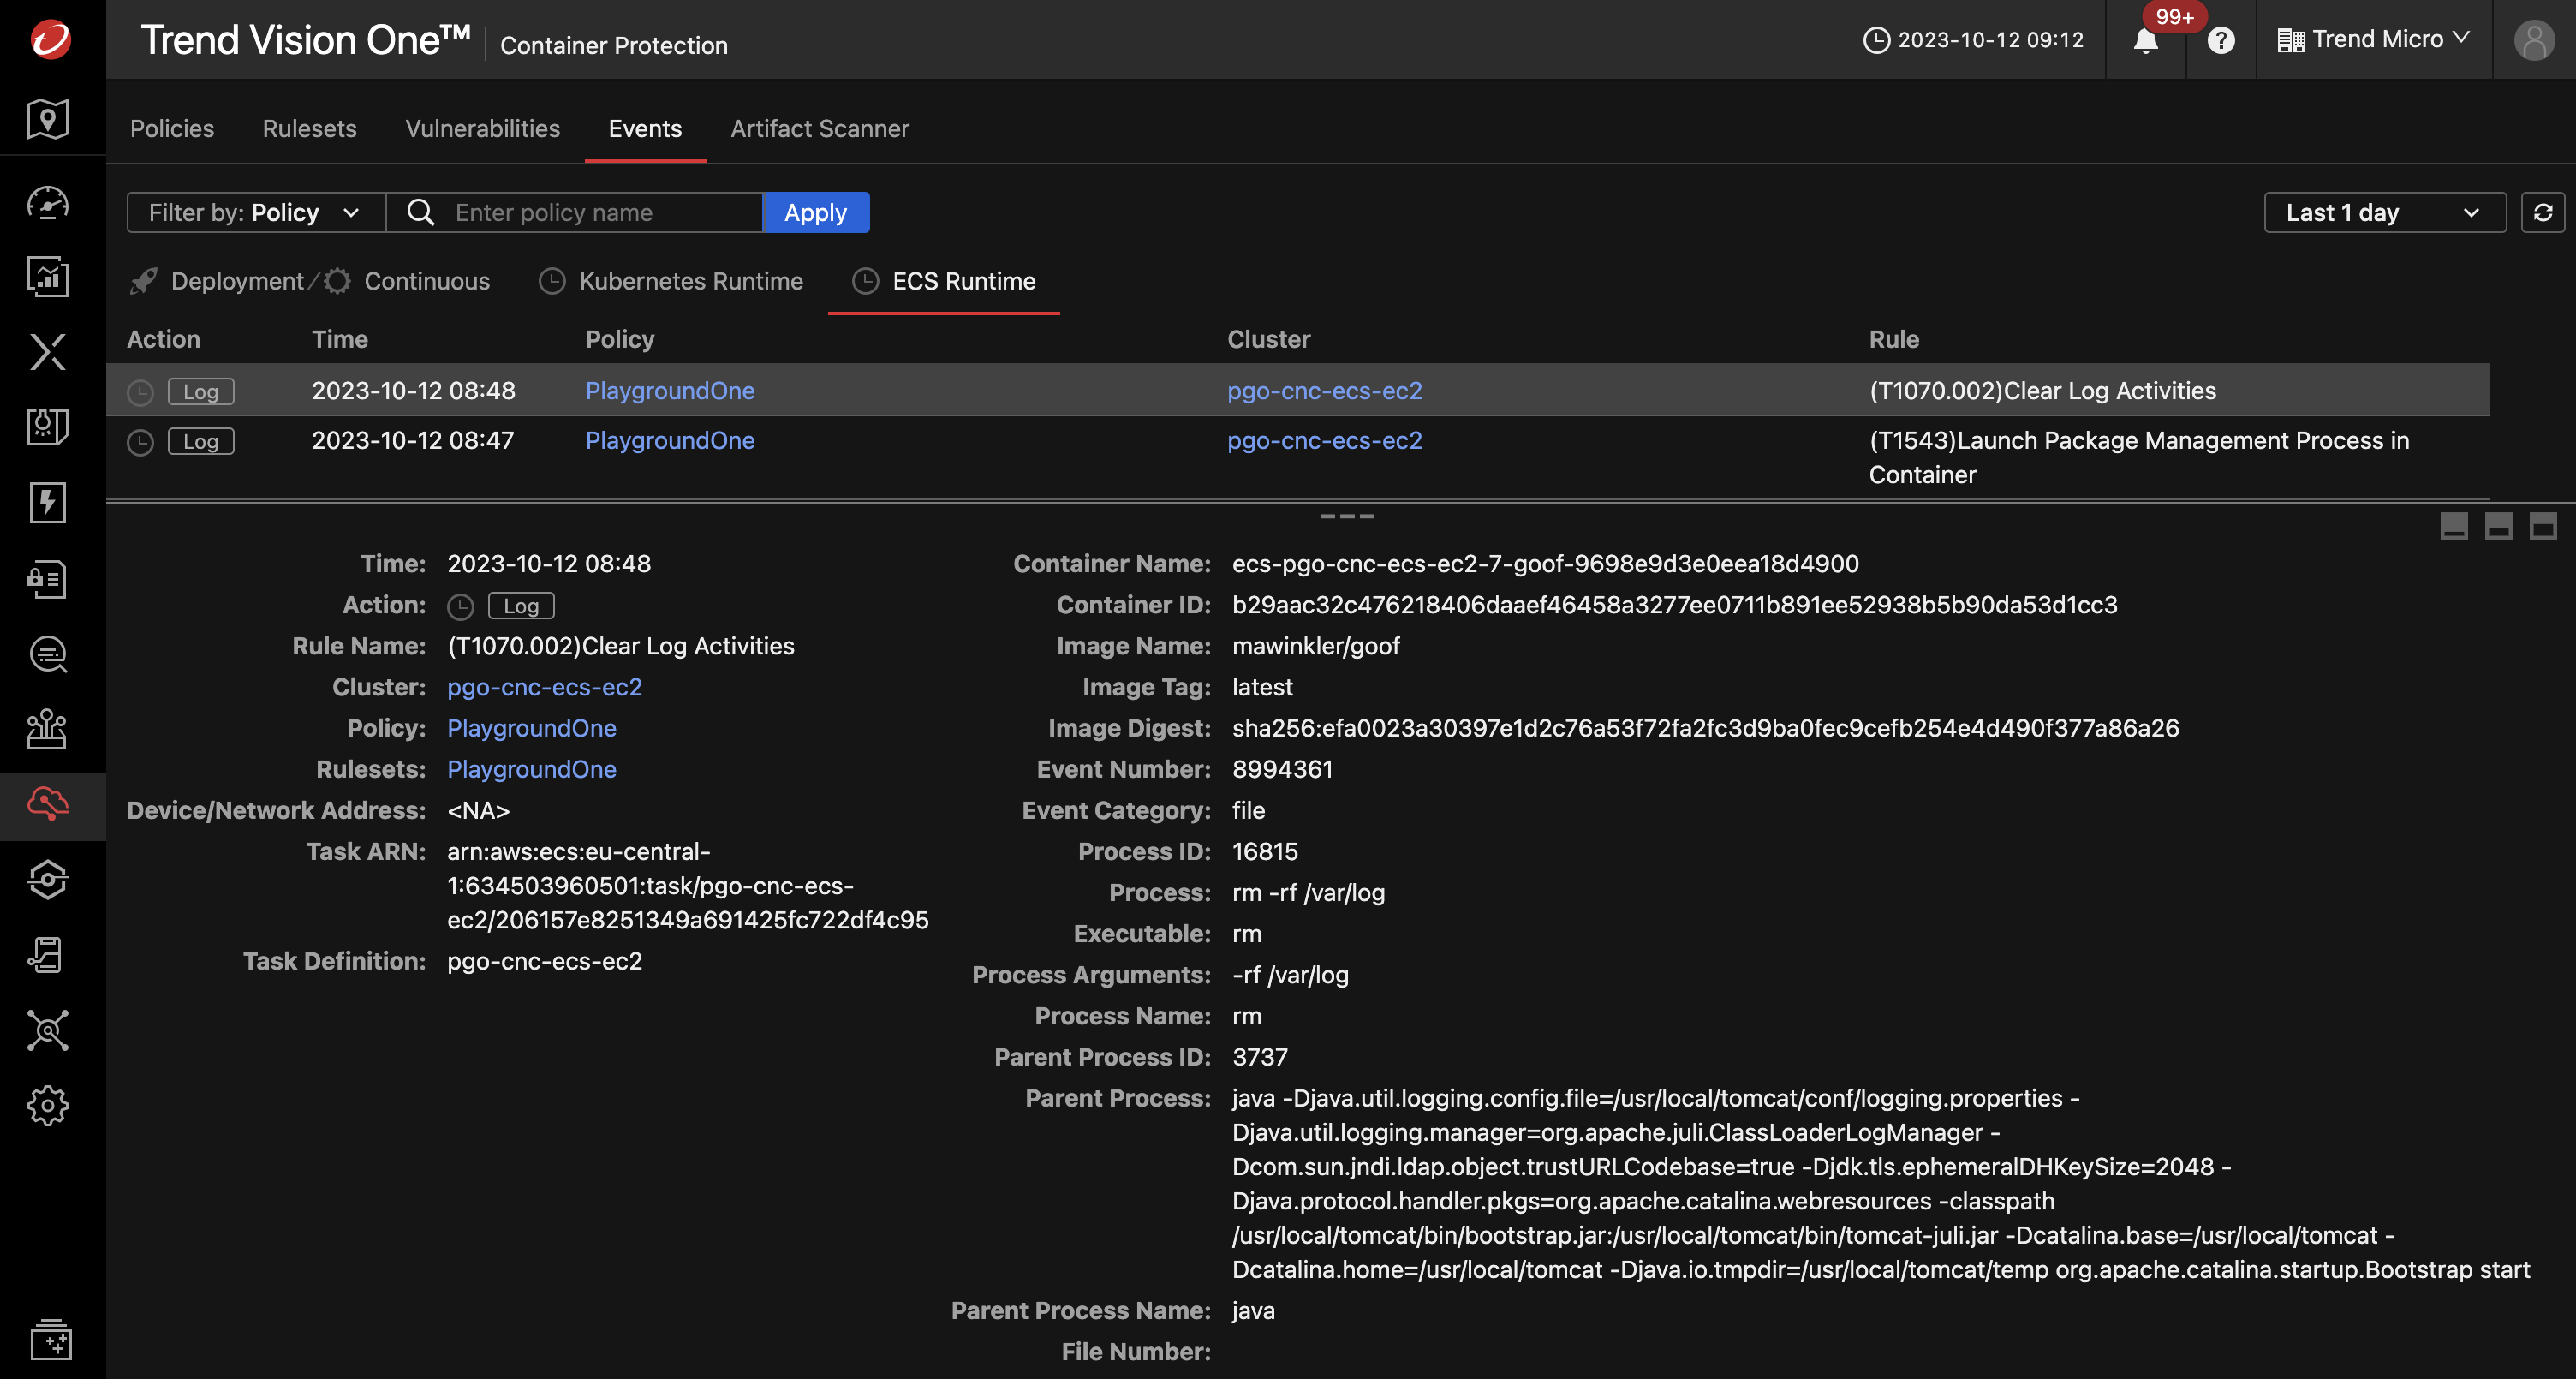 Trend Vision One™ Container Protection 2023-10-12 09:12 99+ ? Trend Micro
Policies Rulesets Vulnerabilities Events Artifact Scanner
Filter by: Policy Enter policy name Apply Last 1 day
Deployment / Continuous Kubernetes Runtime ECS Runtime
Action Time Policy Cluster Rule
Log 2023-10-12 08:48 PlaygroundOne pgo-cnc-ecs-ec2 (T1070.002)Clear Log Activities
Log 2023-10-12 08:47 PlaygroundOne pgo-cnc-ecs-ec2 (T1543)Launch Package Management Process in
Container
Time: 2023-10-12 08:48
Action: Log
Rule Name: (T1070.002)Clear Log Activities
Cluster: pgo-cnc-ecs-ec2
Policy: PlaygroundOne
Rulesets: PlaygroundOne
Device/Network Address: <NA>
Task ARN: arn:aws:ecs:eu-central-
1:634503960501:task/pgo-cnc-ecs-
ec2/206157e8251349a691425fc722df4c95
Task Definition: pgo-cnc-ecs-ec2
Container Name: ecs-pgo-cnc-ecs-ec2-7-goof-9698e9d3e0eea18d4900
Container ID: b29aac32c476218406daaef46458a3277ee0711b891ee52938b5b90da53d1cc3
Image Name: mawinkler/goof
Image Tag: latest
Image Digest: sha256:efa0023a30397e1d2c76a53f72fa2fc3d9ba0fec9cefb254e4d490f377a86a26
Event Number: 8994361
Event Category: file
Process ID: 16815
Process: rm -rf /var/log
Executable: rm
Process Arguments: -rf /var/log
Process Name: rm
Parent Process ID: 3737
Parent Process: java -Djava.util.logging.config.file=/usr/local/tomcat/conf/logging.properties -
Djava.util.logging.manager=org.apache.juli.ClassLoaderLogManager -
Dcom.sun.jndi.ldap.object.trustURLCodebase=true -Djdk.tls.ephemeralDHKeySize=2048 -
Djava.protocol.handler.pkgs=org.apache.catalina.webresources -classpath
/usr/local/tomcat/bin/bootstrap.jar:/usr/local/tomcat/bin/tomcat-juli.jar -Dcatalina.base=/usr/local/tomcat -
Dcatalina.home=/usr/local/tomcat -Djava.io.tmpdir=/usr/local/tomcat/temp org.apache.catalina.startup.Bootstrap start
Parent Process Name: java
File Number: